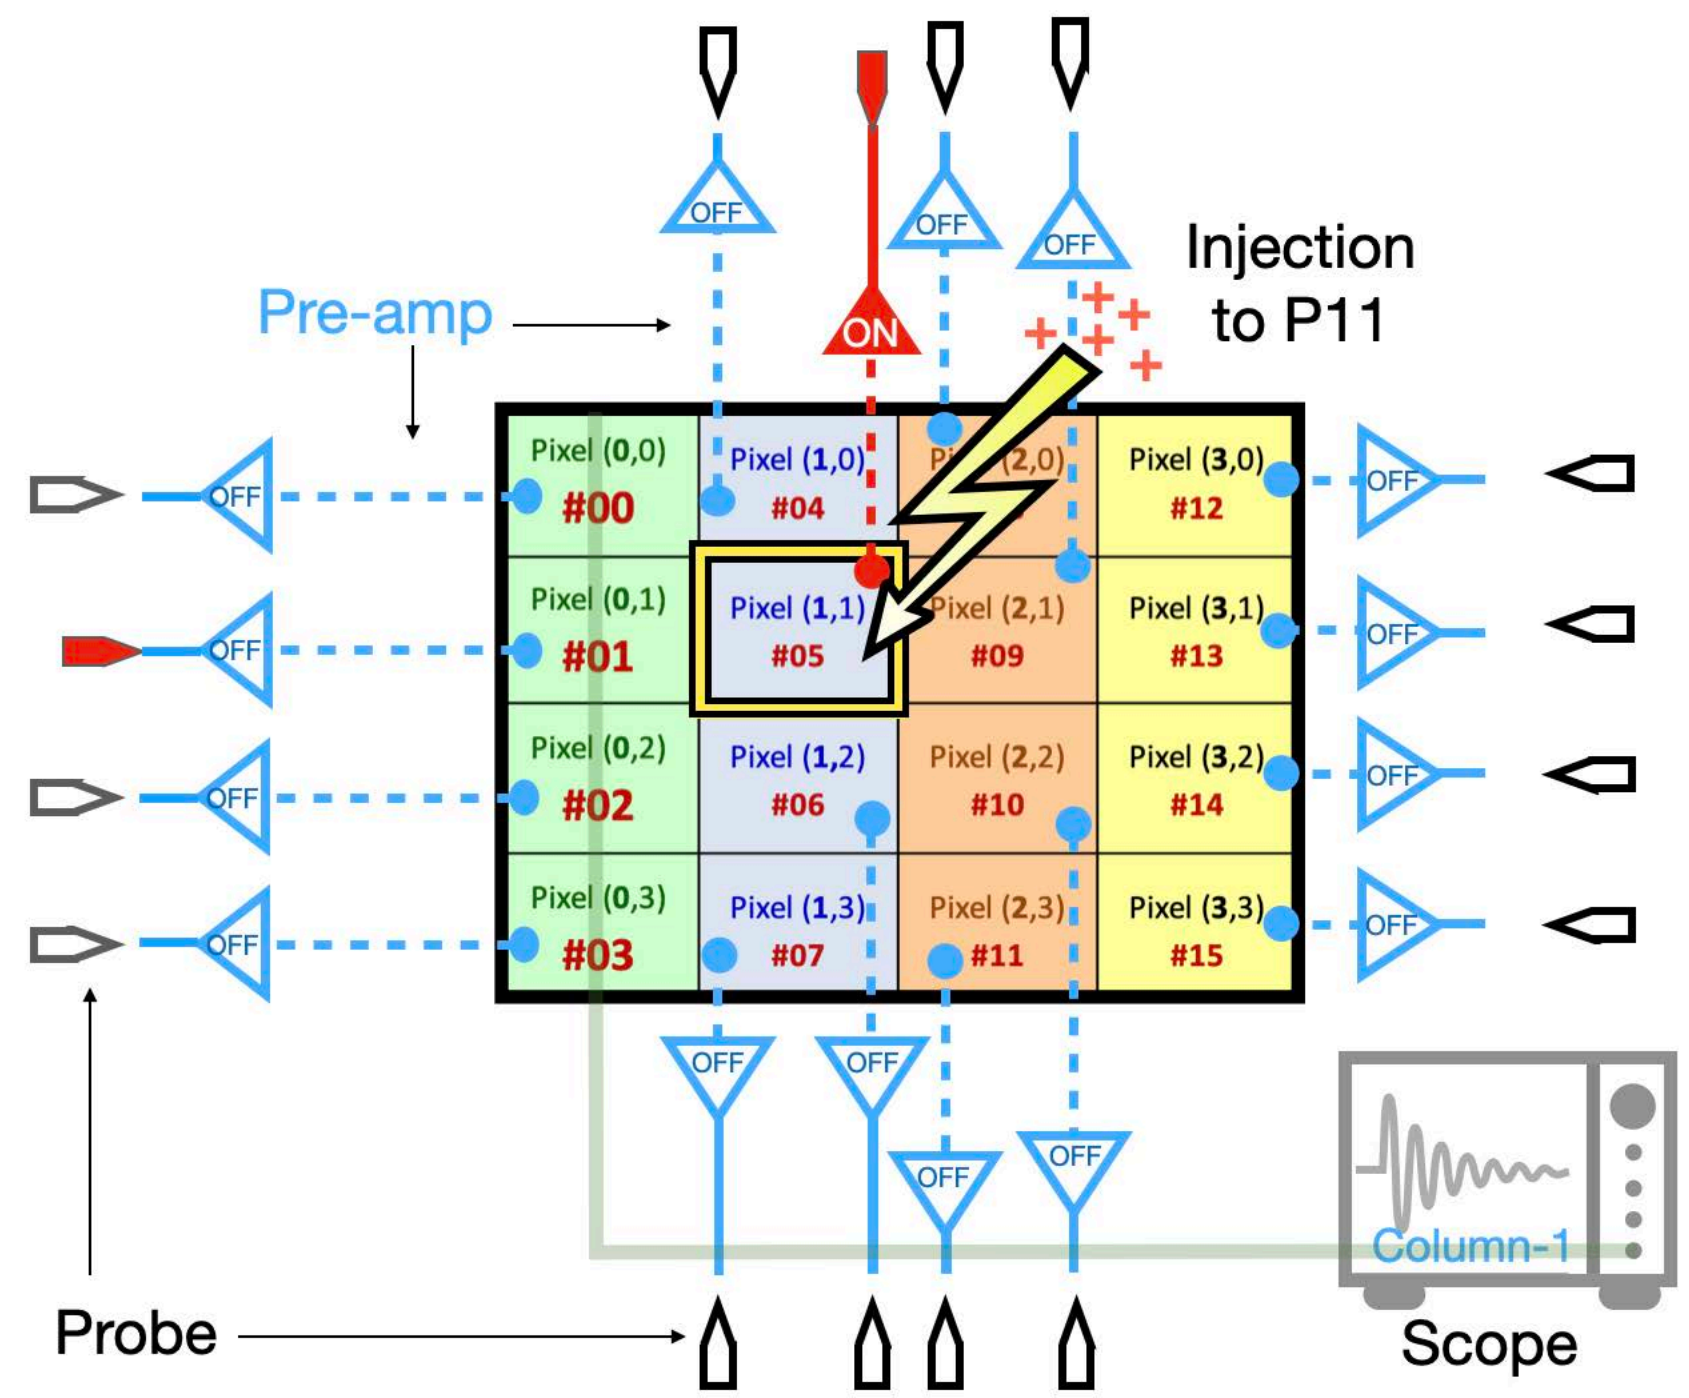 OFF
OFF
OFF
ON
Injection
to P11
Pre-amp
Pixel (0,0)
#00
Pixel (1,0)
#04
(2,0)
Pixel (3,0)
#12
OFF
OFF
Pixel (0,1)
#01
Pixel (1,1)
#05
Pixel (2,1)
#09
Pixel (3,1)
#13
OFF
OFF
Pixel (0,2)
#02
Pixel (1,2)
#06
Pixel (2,2)
#10
Pixel (3,2)
#14
OFF
OFF
Pixel (0,3)
#03
Pixel (1,3)
#07
Pixel (2,3)
#11
Pixel (3,3)
#15
OFF
OFF
OFF
OFF
OFF
OFF
Column-1
Probe
Scope